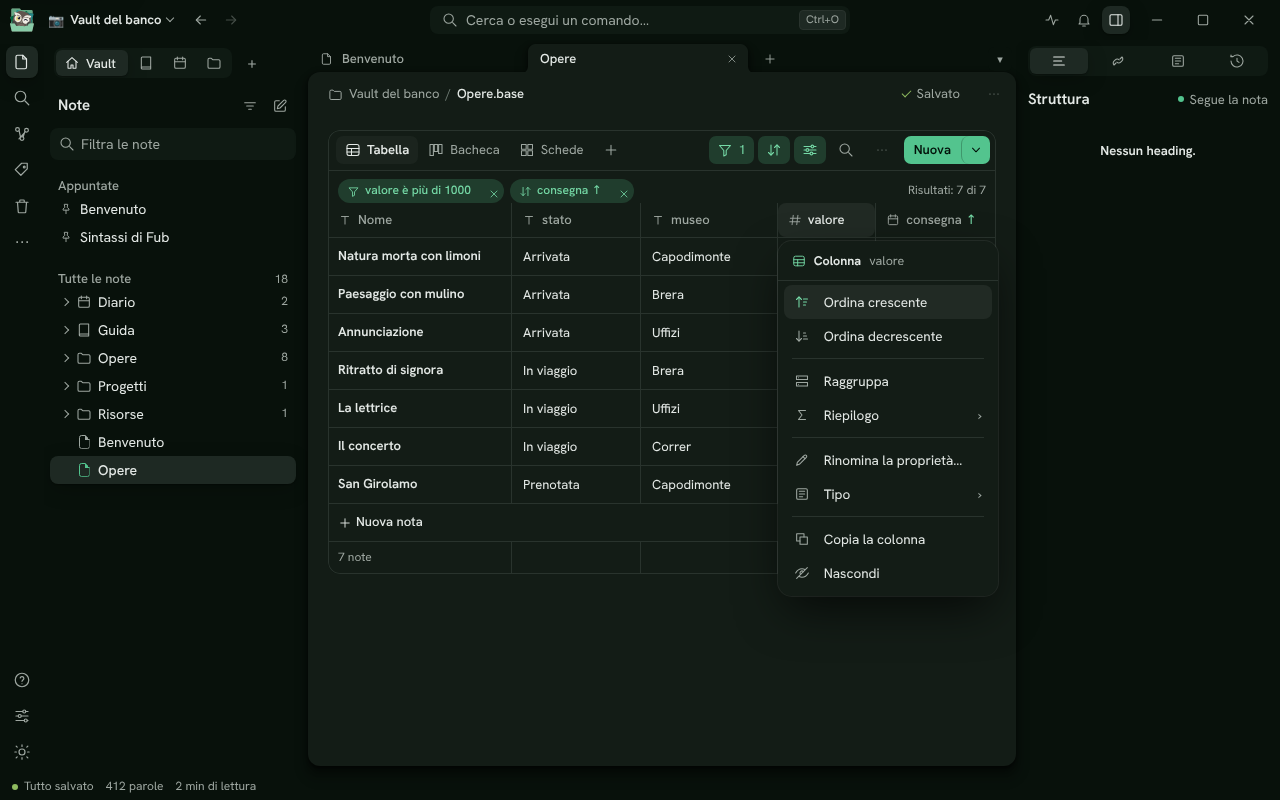 Vault del banco
Cerca o esegui un comando...
Ctrl+O
Vault
Benvenuto
Opere
Note
Filtra le note
Appuntate
Benvenuto
Sintassi di Fub
Tutte le note 18
Diario 2
Guida 3
Opere 8
Progetti 1
Risorse 1
Benvenuto
Opere
Vault del banco / Opere.base
Salvato
Tabella
Bacheca
Schede
1
Nuova
valore è più di 1000
consegna ↑
Risultati: 7 di 7
Nome stato museo valore consegna ↑
Natura morta con limoni Arrivata Capodimonte
Paesaggio con mulino Arrivata Brera
Annunciazione Arrivata Uffizi
Ritratto di signora In viaggio Brera
La lettrice In viaggio Uffizi
Il concerto In viaggio Correr
San Girolamo Prenotata Capodimonte
Nuova nota
7 note
Colonna valore
Ordina crescente
Ordina decrescente
Raggruppa
Riepilogo
Rinomina la proprietà...
Tipo
Copia la colonna
Nascondi
Struttura
Segue la nota
Nessun heading.
Tutto salvato 412 parole 2 min di lettura